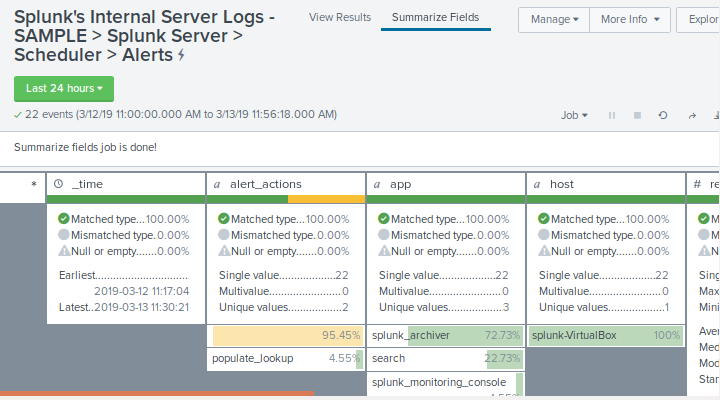 Splunk's Internal Server Logs -
SAMPLE > Splunk Server >
Scheduler > Alerts
View Results
Summarize Fields
Manage
More Info
Explor
Last 24 hours
22 events (3/12/19 11:00:00.000 AM to 3/13/19 11:56:18.000 AM)
Job
Summarize fields job is done!
* _time a alert_actions a app a host # re
Matched type...100.00% Matched type...100.00% Matched type...100.00% Matched type...100.00% M
Mismatched type.0.00% Mismatched type.0.00% Mismatched type.0.00% Mismatched type.0.00% M
Null or empty.......0.00% Null or empty.......0.00% Null or empty.......0.00% Null or empty.......0.00% N
Earliest Single value 22 Single value 22 Single value 22 Sing
2019-03-12 11:17:04 Multivalue 0 Multivalue 0 Multivalue 0 Max
Latest..2019-03-13 11:30:21 Unique values 2 Unique values 3 Unique values 1 Mini
95.45% splunk_archiver 72.73% splunk-VirtualBox 100% Aver
Med
populate_lookup 4.55% search 22.73% Mod
splunk_monitoring_console Stan
4.55%